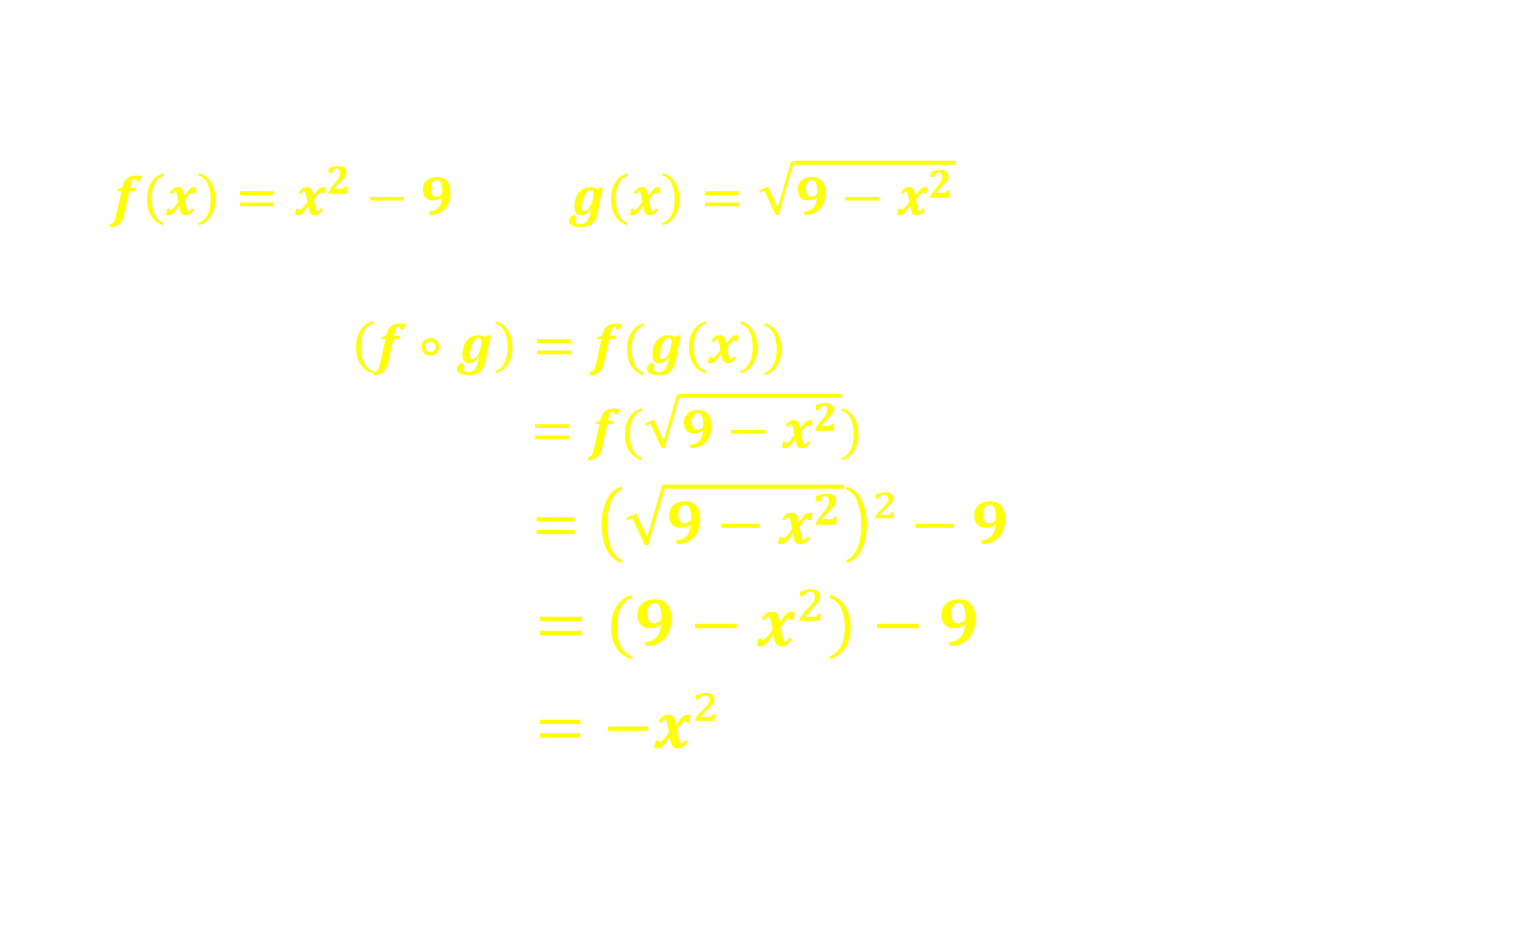 f(x) = x² − 9 g(x) = √(9 − x²)
(f ∘ g) = f(g(x))
= f(√(9 − x²))
= (√(9 − x²))² − 9
= (9 − x²) − 9
= −x²